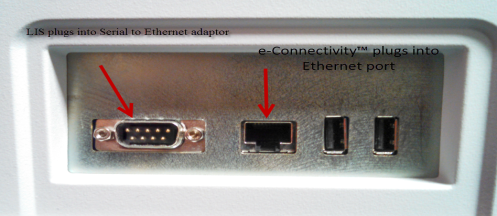 LIS plugs into Serial to Ethernet adaptor
e-Connectivity™ plugs into
Ethernet port